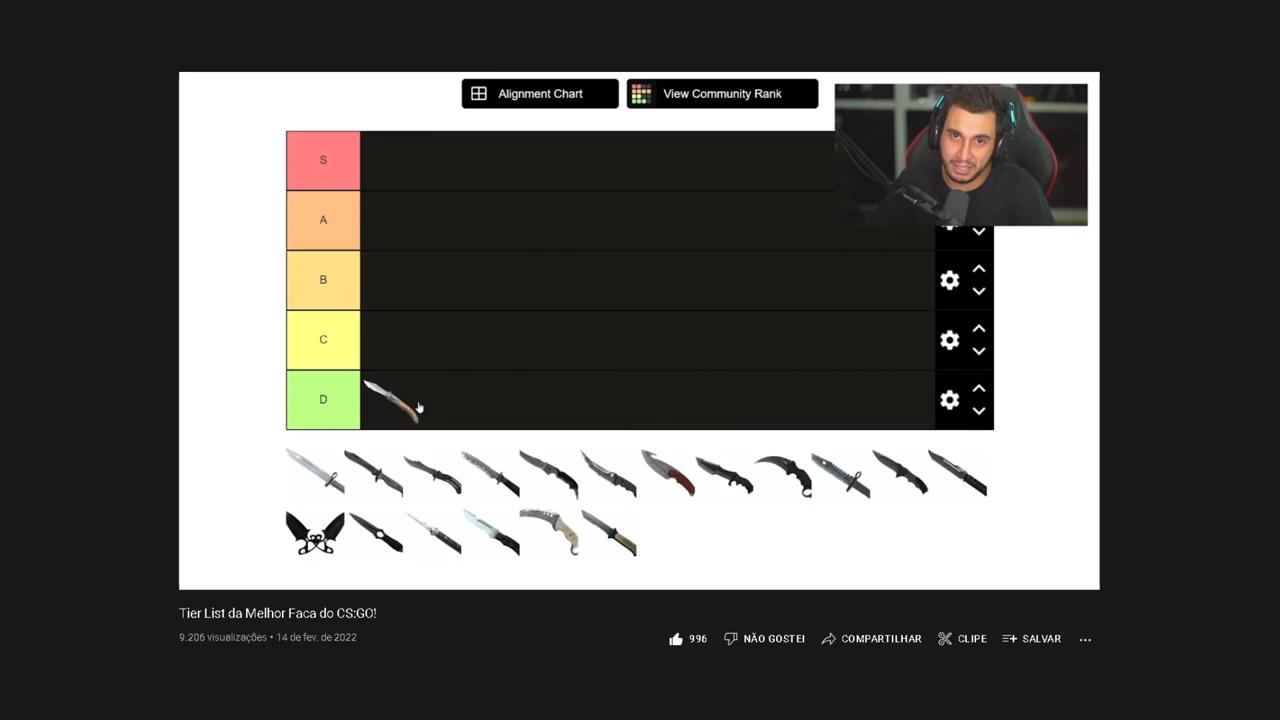 Alignment Chart
View Community Rank
S
A
B
C
D
Tier List da Melhor Faca do CS:GO!
9.206 visualizações • 14 de fev. de 2022
996
NÃO GOSTEI
COMPARTILHAR
CLIPE
SALVAR